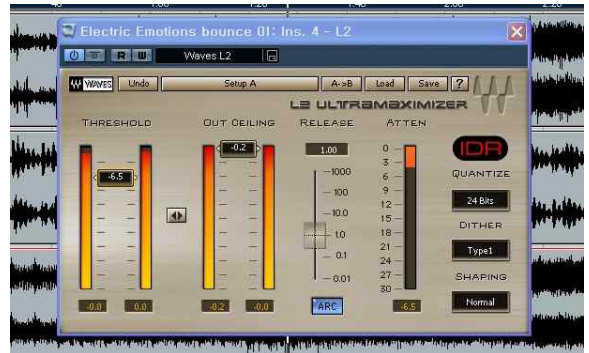 Electric Emotions bounce 01: Ins. 4 - L2
R W Waves L2
W WAVES Undo Setup A A->B Load Save ?
L2 ULTRAMAXIMIZER
THRESHOLD OUT CEILING RELEASE ATTEN
-6.5 -0.2 1.00
1000
100
10.0
1.0
0.1
0.01
0
3
6
9
12
15
18
21
24
27
30
IDR
QUANTIZE
24 Bits
DITHER
Type1
SHAPING
Normal
-0.0 0.0 -0.2 -0.0 ARC -6.5